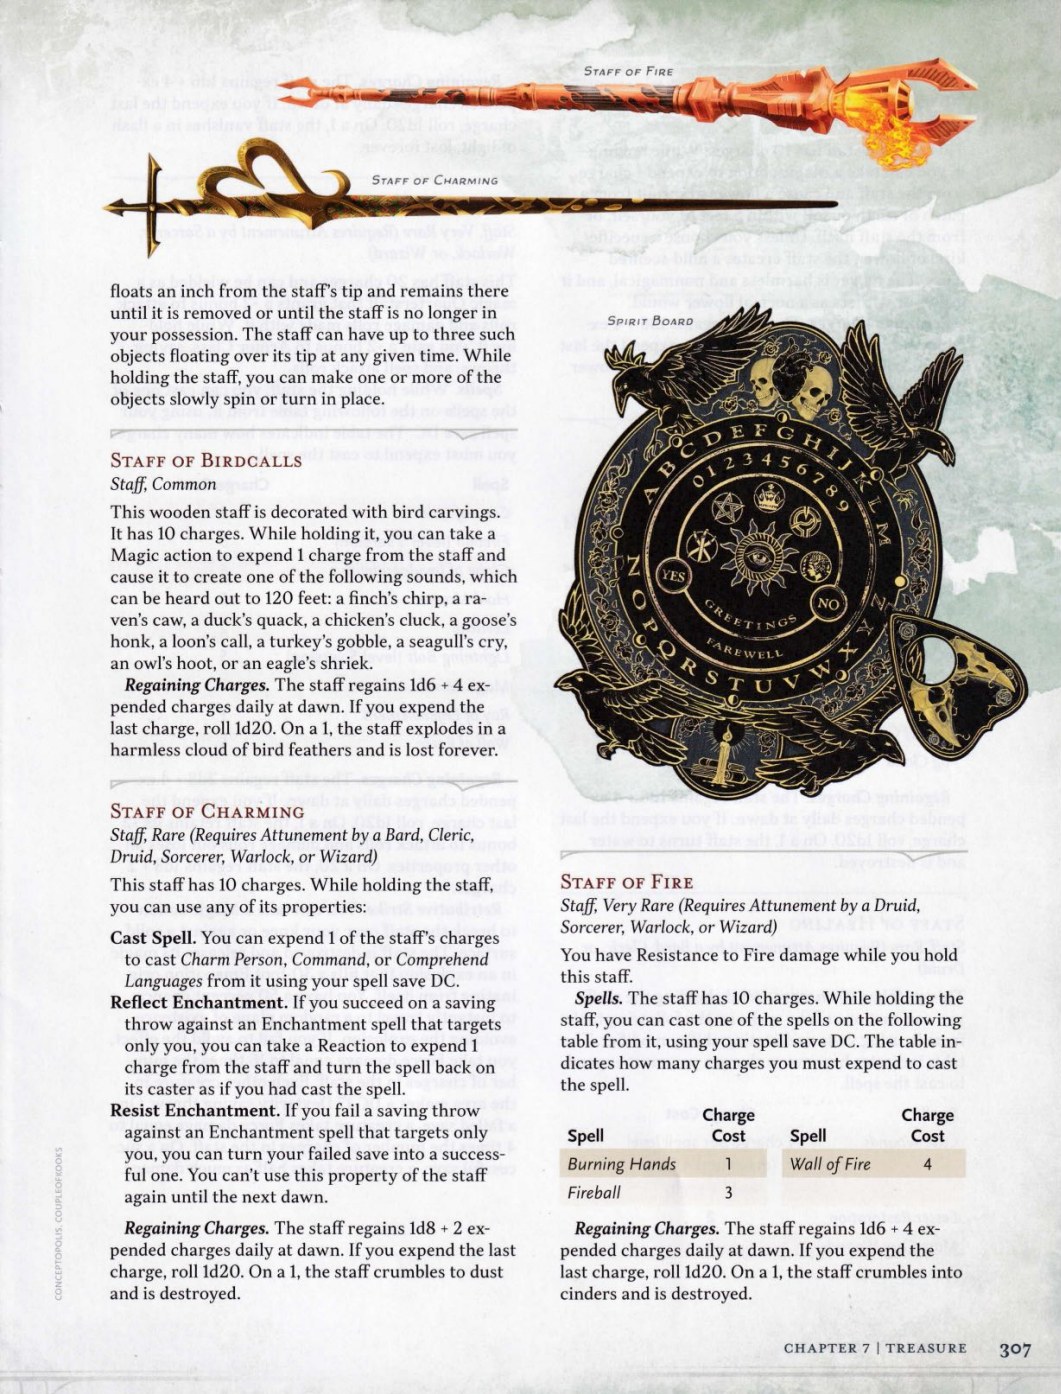 STAFF OF FIRE
STAFF OF CHARMING
floats an inch from the staff's tip and remains there
until it is removed or until the staff is no longer in
your possession. The staff can have up to three such
objects floating over its tip at any given time. While
holding the staff, you can make one or more of the
objects slowly spin or turn in place.
STAFF OF BIRDCALLS
Staff, Common
This wooden staff is decorated with bird carvings.
It has 10 charges. While holding it, you can take a
Magic action to expend 1 charge from the staff and
cause it to create one of the following sounds, which
can be heard out to 120 feet: a finch's chirp, a ra-
ven's caw, a duck's quack, a chicken's cluck, a goose's
honk, a loon's call, a turkey's gobble, a seagull's cry,
an owl's hoot, or an eagle's shriek.
Regaining Charges. The staff regains 1d6 + 4 ex-
pended charges daily at dawn. If you expend the
last charge, roll 1d20. On a 1, the staff explodes in a
harmless cloud of bird feathers and is lost forever.
STAFF OF CHARMING
Staff, Rare (Requires Attunement by a Bard, Cleric,
Druid, Sorcerer, Warlock, or Wizard)
This staff has 10 charges. While holding the staff,
you can use any of its properties:
Cast Spell. You can expend 1 of the staff's charges
to cast Charm Person, Command, or Comprehend
Languages from it using your spell save DC.
Reflect Enchantment. If you succeed on a saving
throw against an Enchantment spell that targets
only you, you can take a Reaction to expend 1
charge from the staff and turn the spell back on
its caster as if you had cast the spell.
Resist Enchantment. If you fail a saving throw
against an Enchantment spell that targets only
you, you can turn your failed save into a success-
ful one. You can't use this property of the staff
again until the next dawn.
Regaining Charges. The staff regains 1d8 + 2 ex-
pended charges daily at dawn. If you expend the last
charge, roll 1d20. On a 1, the staff crumbles to dust
and is destroyed.
SPIRIT BOARD
A B C D E F G H I J K L M
0 1 2 3 4 5 6 7 8 9
YES
NO
GREETINGS
FAREWELL
N O P Q R S T U V W X Y Z
STAFF OF FIRE
Staff, Very Rare (Requires Attunement by a Druid,
Sorcerer, Warlock, or Wizard)
You have Resistance to Fire damage while you hold
this staff.
Spells. The staff has 10 charges. While holding the
staff, you can cast one of the spells on the following
table from it, using your spell save DC. The table in-
dicates how many charges you must expend to cast
the spell.
Spell Charge Cost Spell Charge Cost
Burning Hands 1 Wall of Fire 4
Fireball 3
Regaining Charges. The staff regains 1d6 + 4 ex-
pended charges daily at dawn. If you expend the
last charge, roll 1d20. On a 1, the staff crumbles into
cinders and is destroyed.
CONCEPTOPOLIS, COUPLEOFKOOKS
CHAPTER 7 | TREASURE 307